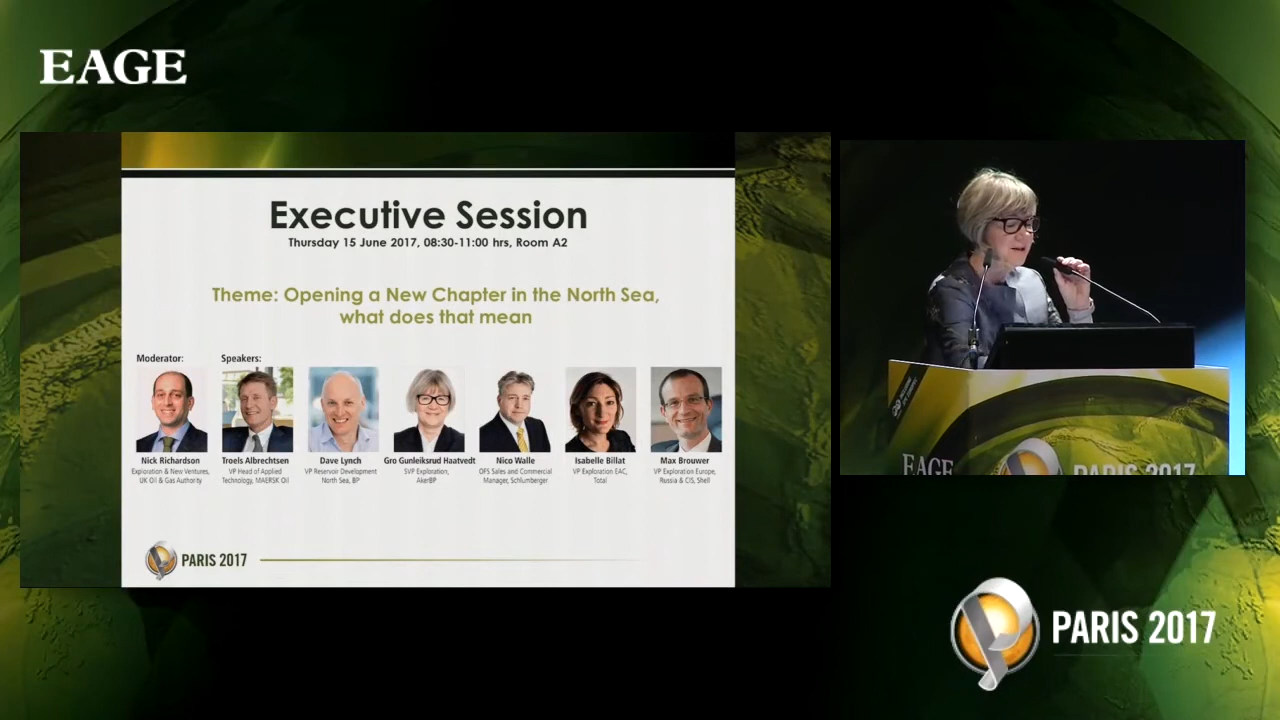 EAGE
Executive Session
Thursday 15 June 2017, 08:30-11:00 hrs, Room A2
Theme: Opening a New Chapter in the North Sea,
what does that mean
Moderator:
Speakers:
Nick Richardson
Exploration & New Ventures,
UK Oil & Gas Authority
Troels Albrechtsen
VP Head of Applied
Technology, MAERSK Oil
Dave Lynch
VP Reservoir Development
North Sea, BP
Gro Gunleiksrud Haatvedt
SVP Exploration,
AkerBP
Nico Walle
OFS Sales and Commercial
Manager, Schlumberger
Isabelle Billat
VP Exploration EAC,
Total
Max Brouwer
VP Exploration Europe,
Russia & CIS, Shell
PARIS 2017
EAGE
PARIS 2017
PARIS 2017